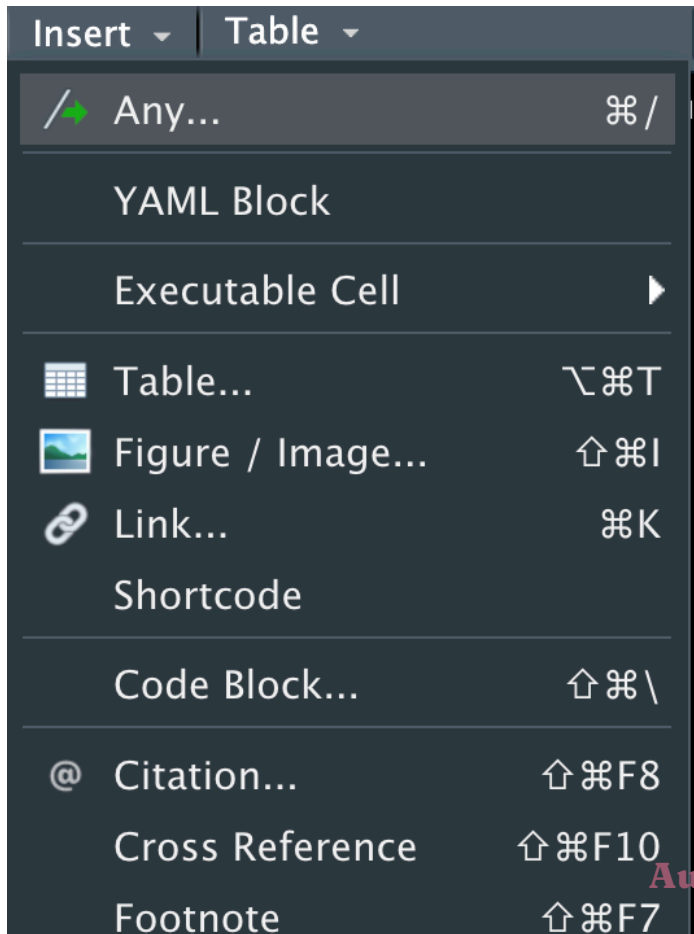 Insert Table
Any... ⌘/
YAML Block
Executable Cell
Table... ⌥⌘T
Figure / Image... ⇧⌘I
Link... ⌘K
Shortcode
Code Block... ⇧⌘\
@ Citation... ⇧⌘F8
Cross Reference ⇧⌘F10
Footnote ⇧⌘F7